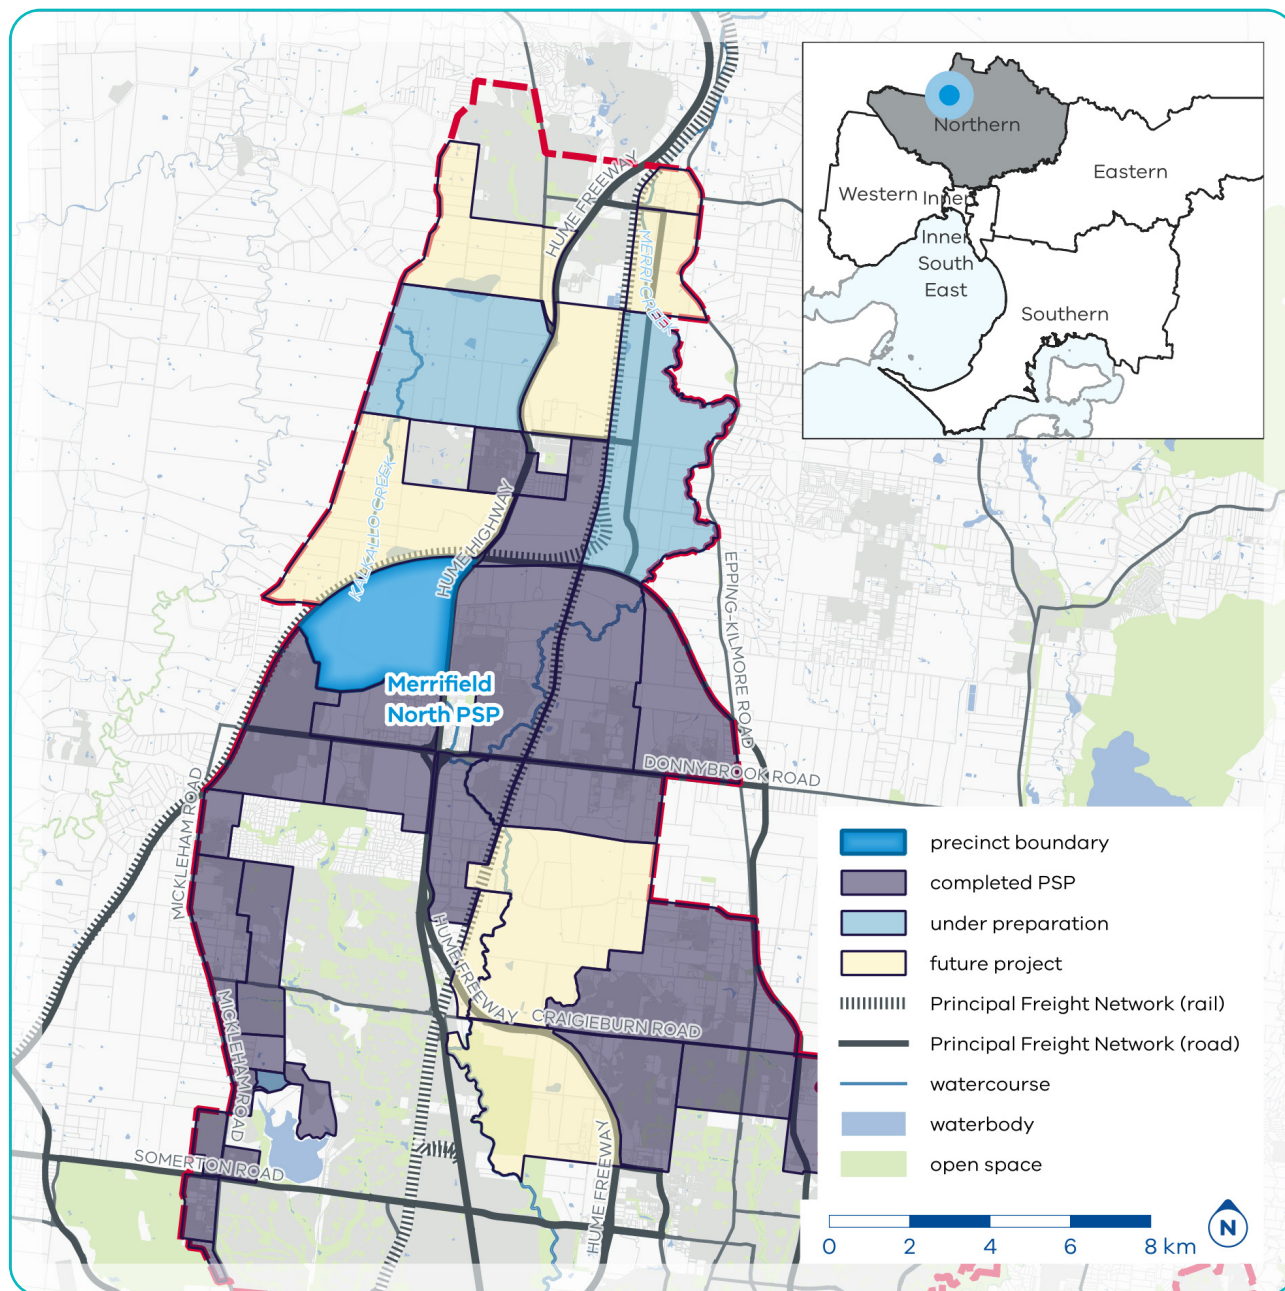 Northern
Western
Inner
Eastern
Inner
South
East
Southern
HUME FREEWAY
MERRI CREEK
KALKALLO CREEK
HUME HIGHWAY
EPPING-KILMORE ROAD
Merrifield
North PSP
DONNYBROOK ROAD
MICKLEHAM ROAD
HUME FREEWAY
CRAIGIEBURN ROAD
MICKLEHAM ROAD
SOMERTON ROAD
HUME FREEWAY
precinct boundary
completed PSP
under preparation
future project
Principal Freight Network (rail)
Principal Freight Network (road)
watercourse
waterbody
open space
N
0 2 4 6 8 km